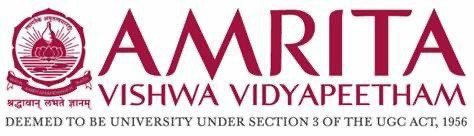 श्रद्धावान् लभते ज्ञानम्
AMRITA
VISHWA VIDYAPEETHAM
DEEMED TO BE UNIVERSITY UNDER SECTION 3 OF THE UGC ACT, 1956